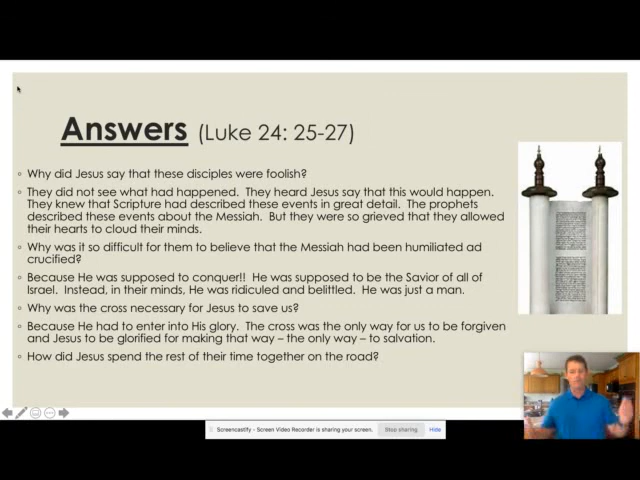 Answers (Luke 24: 25-27)
Why did Jesus say that these disciples were foolish?
They did not see what had happened. They heard Jesus say that this would happen.
They knew that Scripture had described these events in great detail. The prophets
described these events about the Messiah. But they were so grieved that they allowed
their hearts to cloud their minds.
Why was it so difficult for them to believe that the Messiah had been humiliated ad
crucified?
Because He was supposed to conquer!! He was supposed to be the Savior of all of
Israel. Instead, in their minds, He was ridiculed and belittled. He was just a man.
Why was the cross necessary for Jesus to save us?
Because He had to enter into His glory. The cross was the only way for us to be forgiven
and Jesus to be glorified for making that way – the only way – to salvation.
How did Jesus spend the rest of their time together on the road?
Screencastify - Screen Video Recorder is sharing your screen. Stop sharing Hide